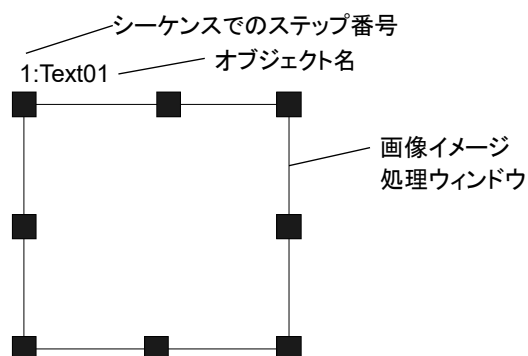 シーケンスでのステップ番号
1:Text01
オブジェクト名
画像イメージ
処理ウィンドウ